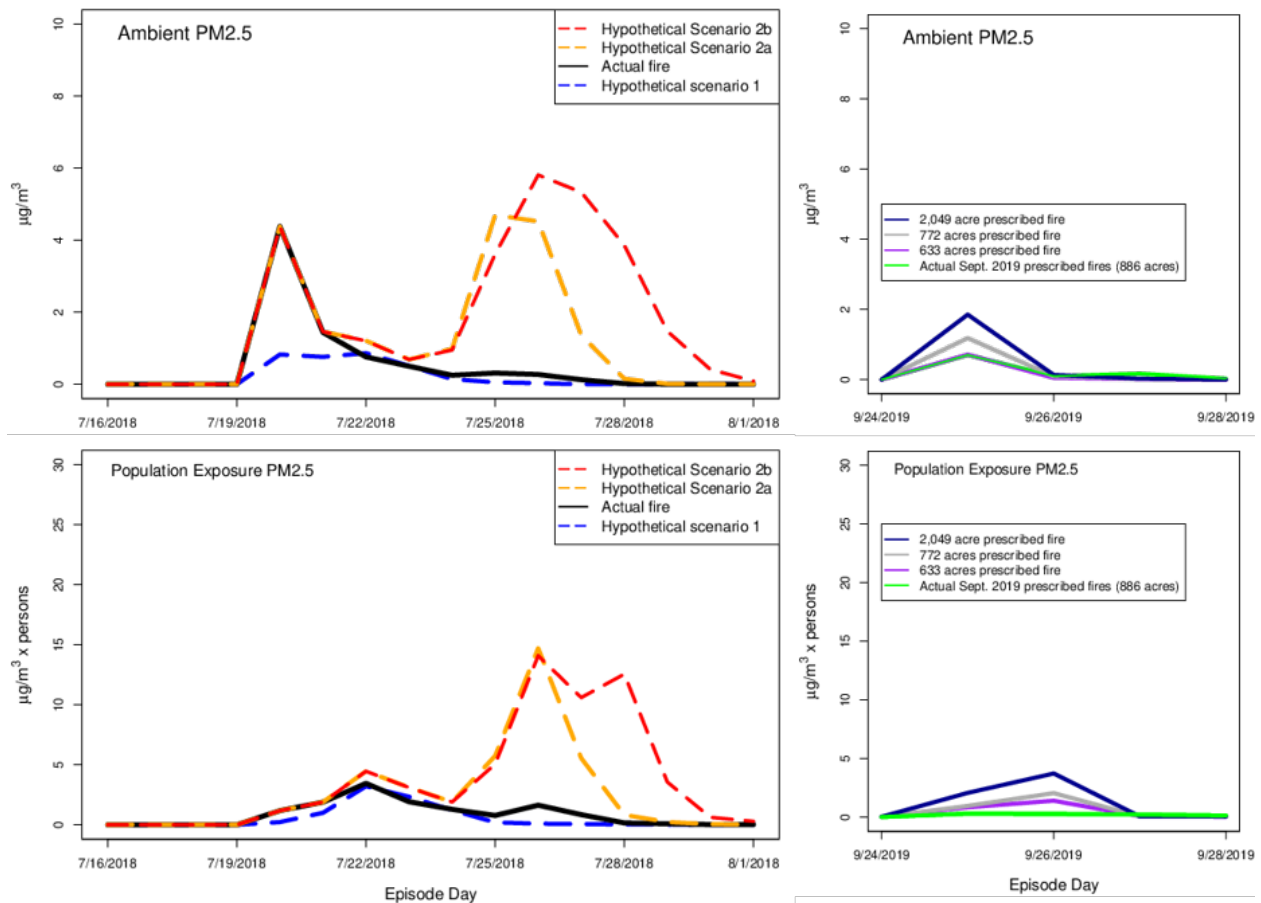 Ambient PM2.5
Hypothetical Scenario 2b
Hypothetical Scenario 2a
Actual fire
Hypothetical scenario 1
10
8
6
4
2
0
µg/m³
7/16/2018 7/19/2018 7/22/2018 7/25/2018 7/28/2018 8/1/2018
Ambient PM2.5
10
8
6
4
2
0
µg/m³
2,049 acre prescribed fire
772 acres prescribed fire
633 acres prescribed fire
Actual Sept. 2019 prescribed fires (886 acres)
9/24/2019 9/26/2019 9/28/2019
Population Exposure PM2.5
Hypothetical Scenario 2b
Hypothetical Scenario 2a
Actual fire
Hypothetical scenario 1
30
25
20
15
10
5
0
µg/m³ x persons
7/16/2018 7/19/2018 7/22/2018 7/25/2018 7/28/2018 8/1/2018
Episode Day
Population Exposure PM2.5
30
25
20
15
10
5
0
µg/m³ x persons
2,049 acre prescribed fire
772 acres prescribed fire
633 acres prescribed fire
Actual Sept. 2019 prescribed fires (886 acres)
9/24/2019 9/26/2019 9/28/2019
Episode Day